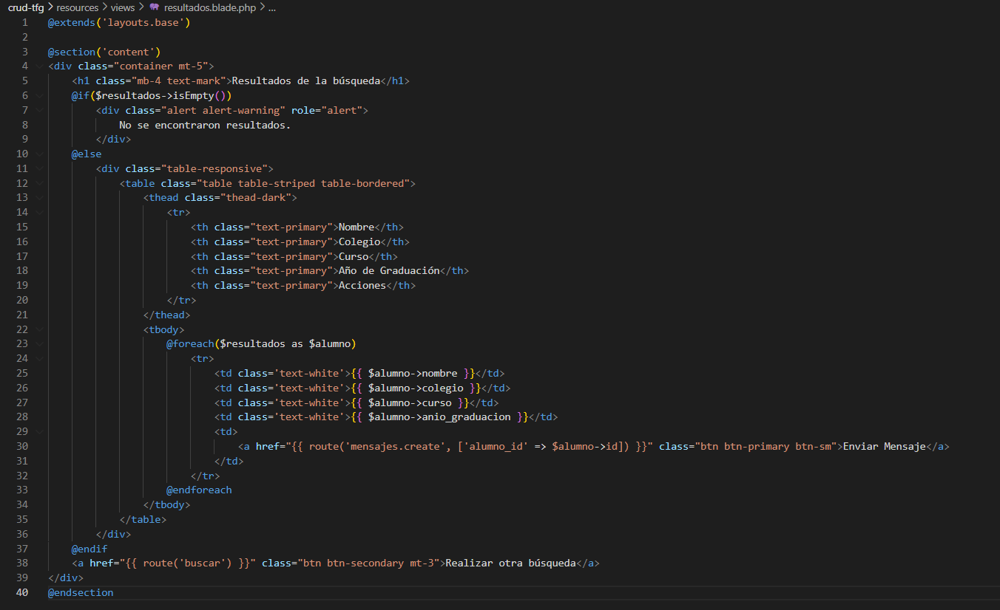 crud-tfg > resources > views > resultados.blade.php > ...
1 @extends('layouts.base')
2
3 @section('content')
4 <div class="container mt-5">
5     <h1 class="mb-4 text-mark">Resultados de la búsqueda</h1>
6     @if($resultados->isEmpty())
7         <div class="alert alert-warning" role="alert">
8             No se encontraron resultados.
9         </div>
10     @else
11         <div class="table-responsive">
12             <table class="table table-striped table-bordered">
13                 <thead class="thead-dark">
14                     <tr>
15                         <th class="text-primary">Nombre</th>
16                         <th class="text-primary">Colegio</th>
17                         <th class="text-primary">Curso</th>
18                         <th class="text-primary">Año de Graduación</th>
19                         <th class="text-primary">Acciones</th>
20                     </tr>
21                 </thead>
22                 <tbody>
23                     @foreach($resultados as $alumno)
24                         <tr>
25                             <td class='text-white'>{{ $alumno->nombre }}</td>
26                             <td class='text-white'>{{ $alumno->colegio }}</td>
27                             <td class='text-white'>{{ $alumno->curso }}</td>
28                             <td class='text-white'>{{ $alumno->anio_graduacion }}</td>
29                             <td>
30                                 <a href="{{ route('mensajes.create', ['alumno_id' => $alumno->id]) }}" class="btn btn-primary btn-sm">Enviar Mensaje</a>
31                             </td>
32                         </tr>
33                     @endforeach
34                 </tbody>
35             </table>
36         </div>
37     @endif
38     <a href="{{ route('buscar') }}" class="btn btn-secondary mt-3">Realizar otra búsqueda</a>
39 </div>
40 @endsection